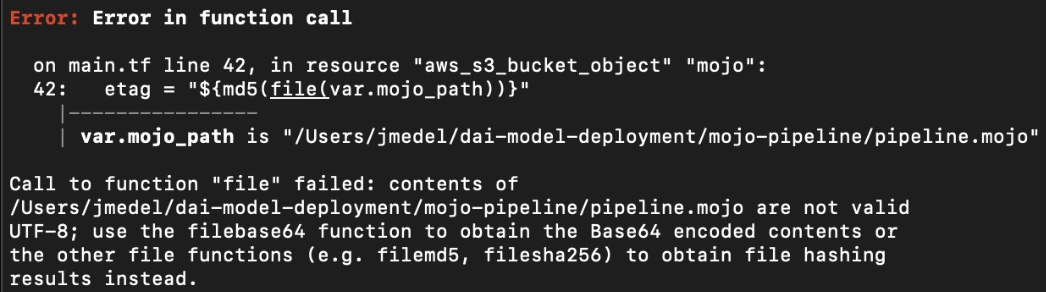 Error: Error in function call
on main.tf line 42, in resource "aws_s3_bucket_object" "mojo":
42:   etag = "${md5(file(var.mojo_path))}"
|----------------
| var.mojo_path is "/Users/jmedel/dai-model-deployment/mojo-pipeline/pipeline.mojo"
Call to function "file" failed: contents of
/Users/jmedel/dai-model-deployment/mojo-pipeline/pipeline.mojo are not valid
UTF-8; use the filebase64 function to obtain the Base64 encoded contents or
the other file functions (e.g. filemd5, filesha256) to obtain file hashing
results instead.